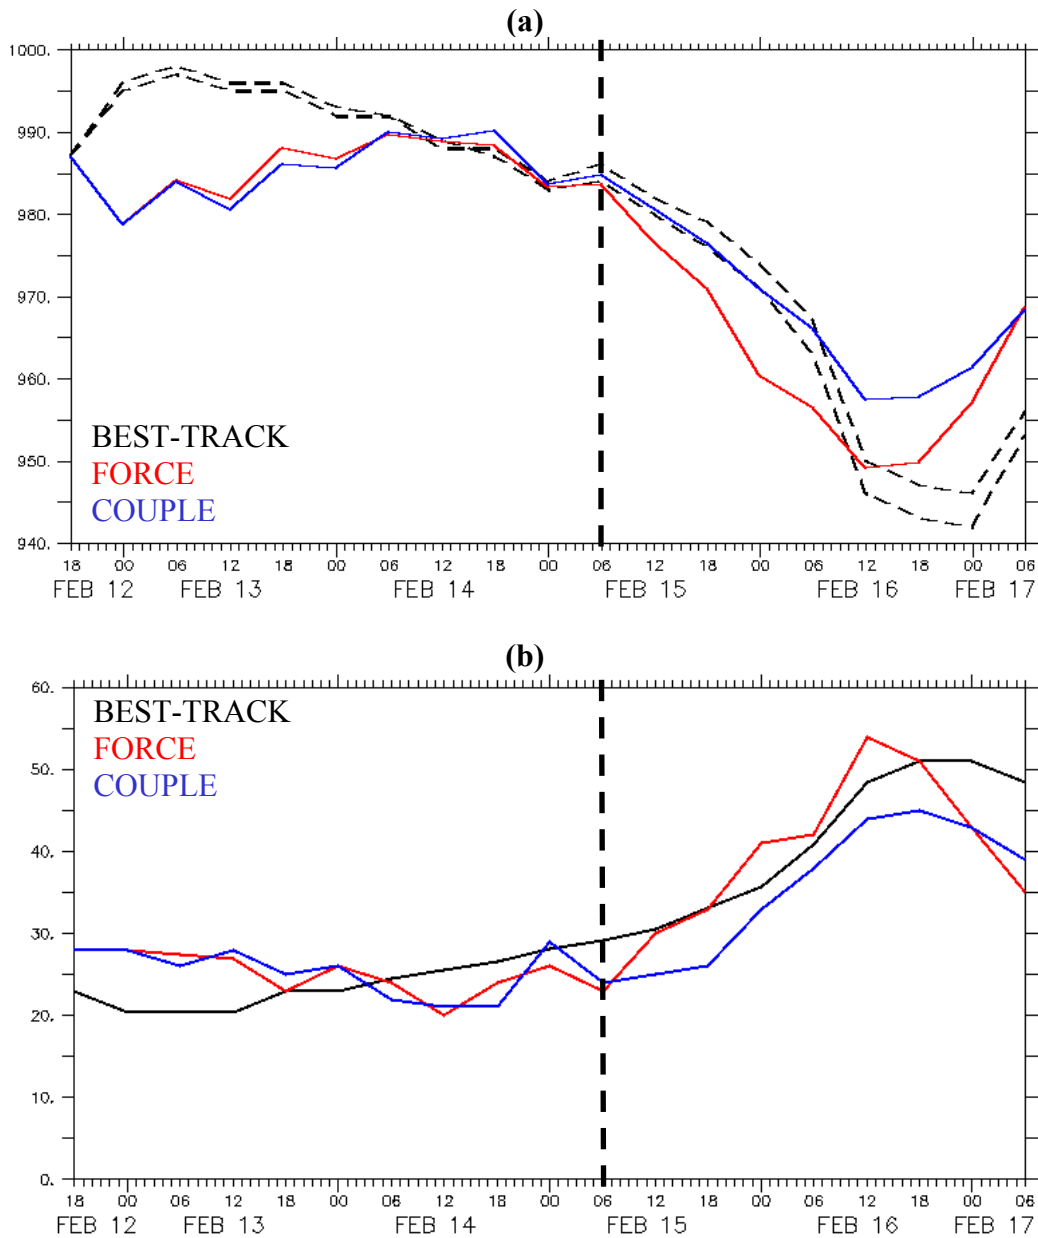 (a)
1000.
990.
980.
970.
960.
950.
940.
BEST-TRACK
FORCE
COUPLE
18 00 06 12 18 00 06 12 18 00 06 12 18 00 06 12 18 00 06
FEB 12 FEB 13 FEB 14 FEB 15 FEB 16 FEB 17
(b)
60.
50.
40.
30.
20.
10.
0.
BEST-TRACK
FORCE
COUPLE
18 00 06 12 18 00 06 12 18 00 06 12 18 00 06 12 18 00 06
FEB 12 FEB 13 FEB 14 FEB 15 FEB 16 FEB 17